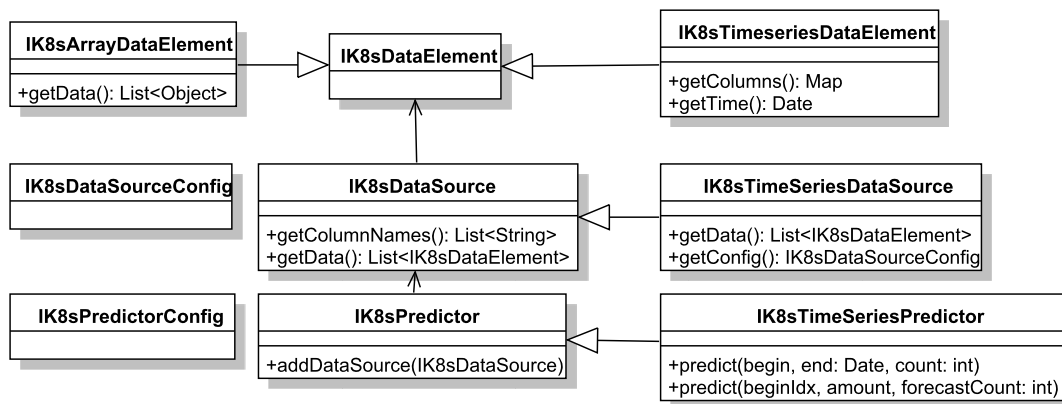 IK8sArrayDataElement
+getData(): List<Object>
IK8sDataElement
IK8sTimeseriesDataElement
+getColumns(): Map
+getTime(): Date
IK8sDataSourceConfig
IK8sDataSource
+getColumnNames(): List<String>
+getData(): List<IK8sDataElement>
IK8sTimeSeriesDataSource
+getData(): List<IK8sDataElement>
+getConfig(): IK8sDataSourceConfig
IK8sPredictorConfig
IK8sPredictor
+addDataSource(IK8sDataSource)
IK8sTimeSeriesPredictor
+predict(begin, end: Date, count: int)
+predict(beginIdx, amount, forecastCount: int)